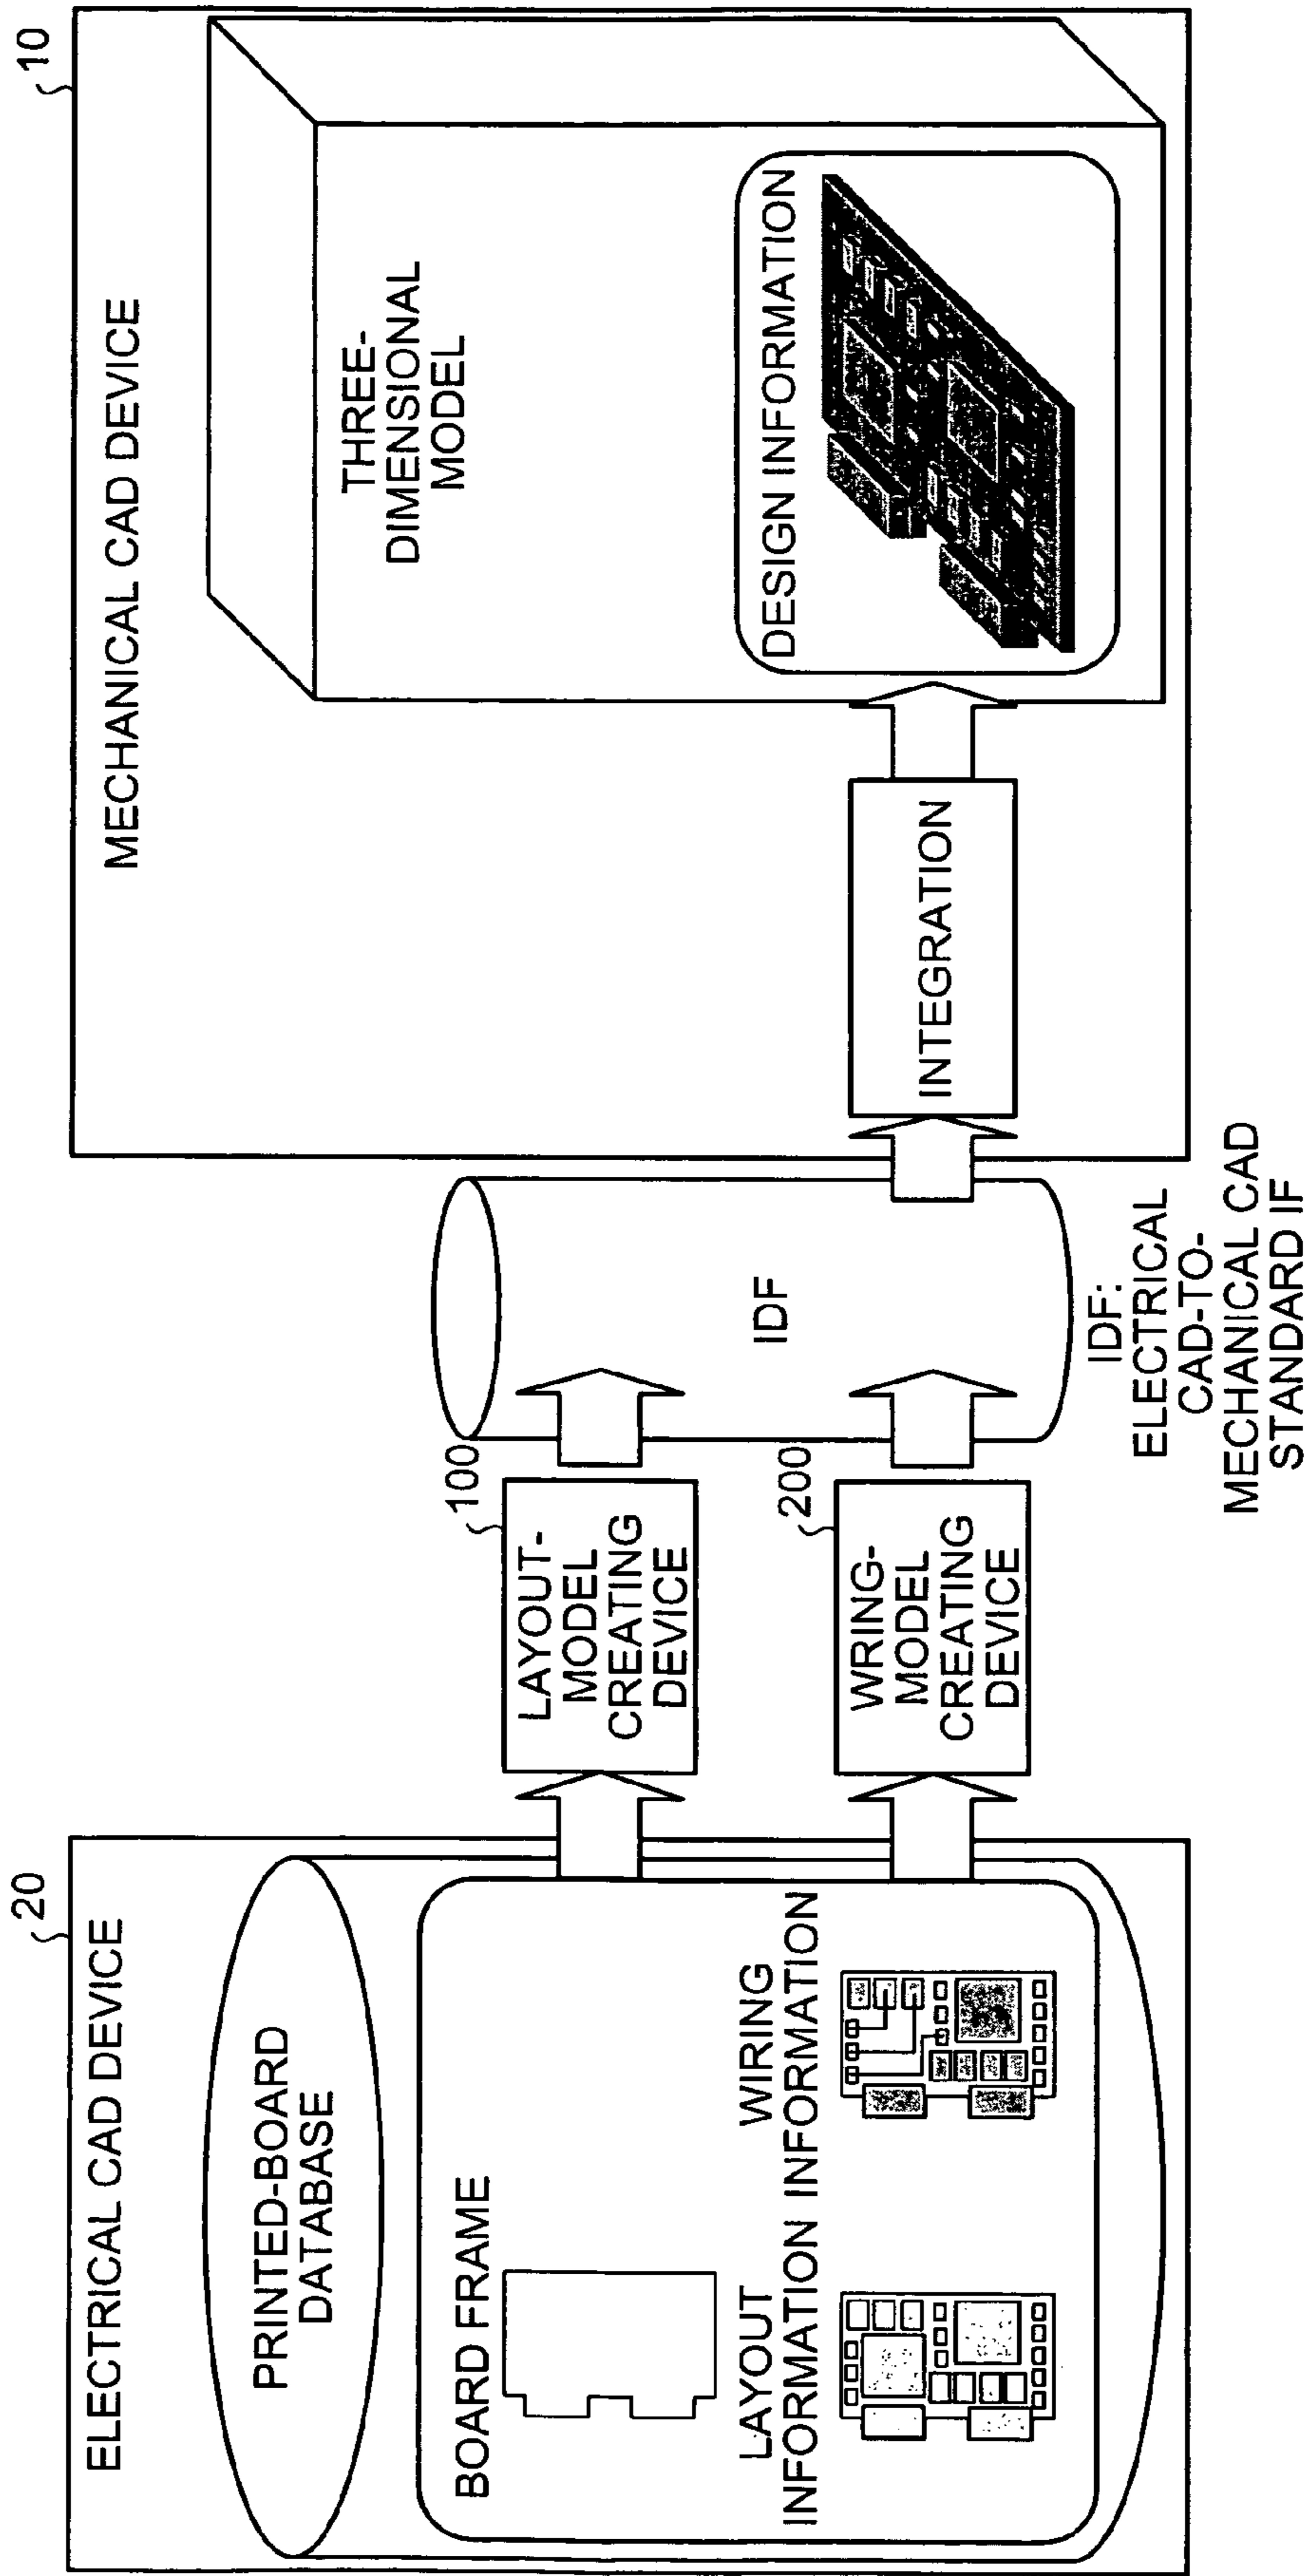 20
ELECTRICAL CAD DEVICE
PRINTED-BOARD
DATABASE
BOARD FRAME
LAYOUT
INFORMATION
WIRING
INFORMATION
100
LAYOUT-
MODEL
CREATING
DEVICE
200
WRING-
MODEL
CREATING
DEVICE
IDF
IDF:
ELECTRICAL
CAD-TO-
MECHANICAL CAD
STANDARD IF
10
MECHANICAL CAD DEVICE
INTEGRATION
THREE-
DIMENSIONAL
MODEL
DESIGN INFORMATION